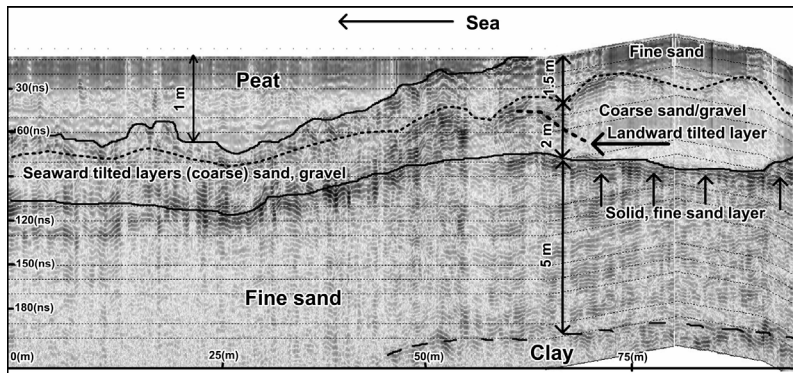 Sea
Fine sand
Peat
1 m
1.5 m
30(ns)
Coarse sand/gravel
60(ns)
2 m
Landward tilted layer
Seaward tilted layers (coarse) sand, gravel
90(ns)
Solid, fine sand layer
120(ns)
5 m
150(ns)
Fine sand
180(ns)
Clay
0(m)
25(m)
50(m)
75(m)